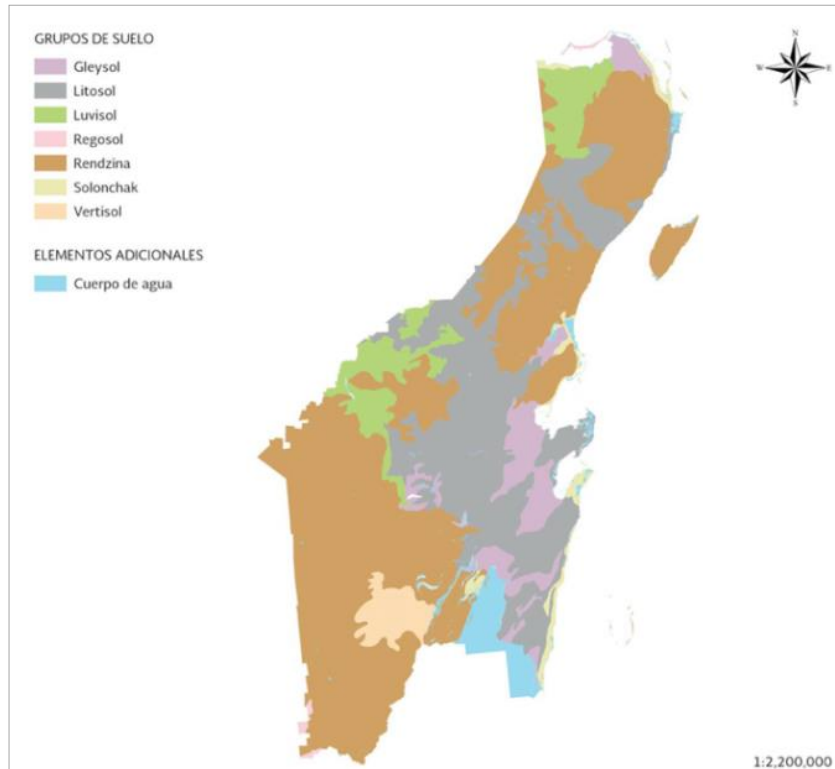 GRUPOS DE SUELO
Gleysol
Litosol
Luvisol
Regosol
Rendzina
Solonchak
Vertisol
ELEMENTOS ADICIONALES
Cuerpo de agua
N
W E
S
1:2,200,000